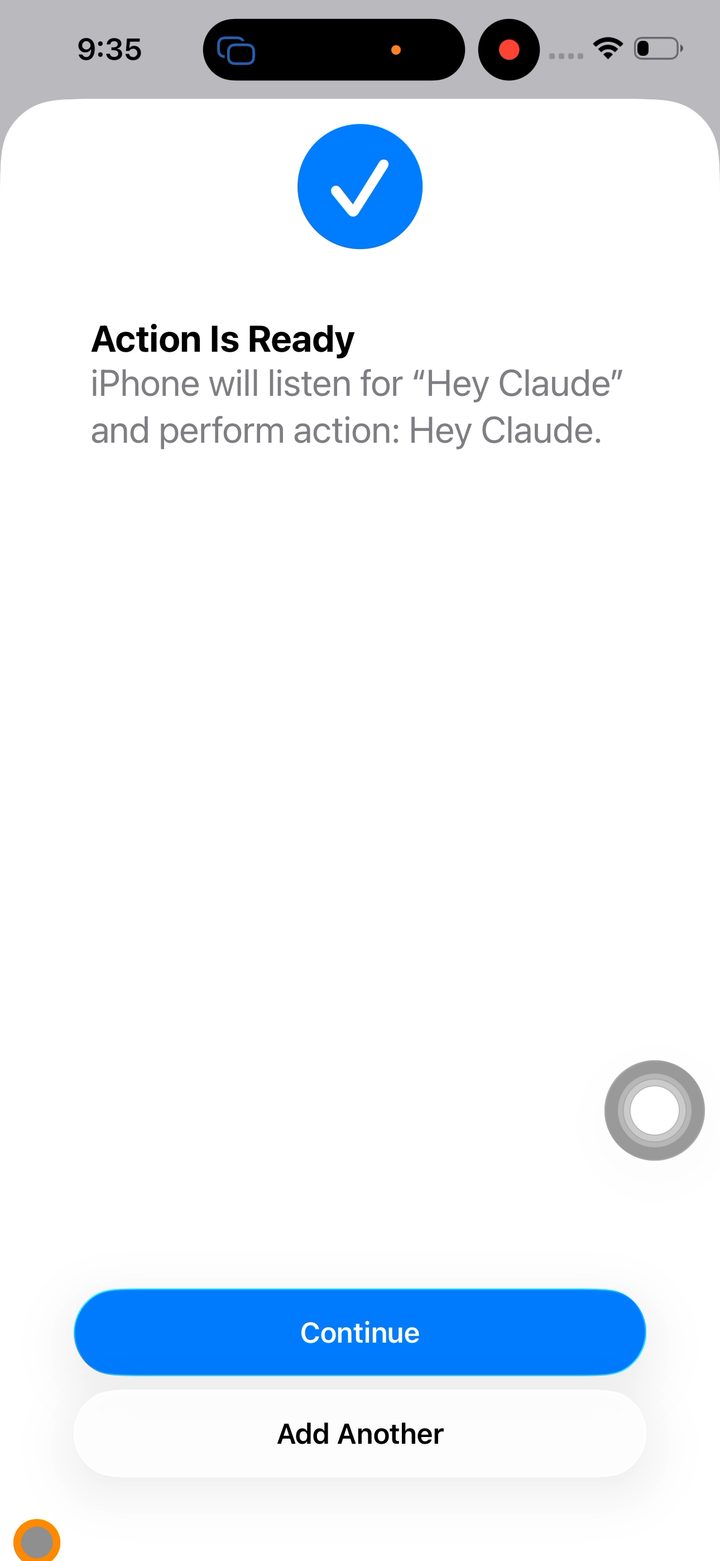 9:35
Action Is Ready
iPhone will listen for “Hey Claude”
and perform action: Hey Claude.
Continue
Add Another